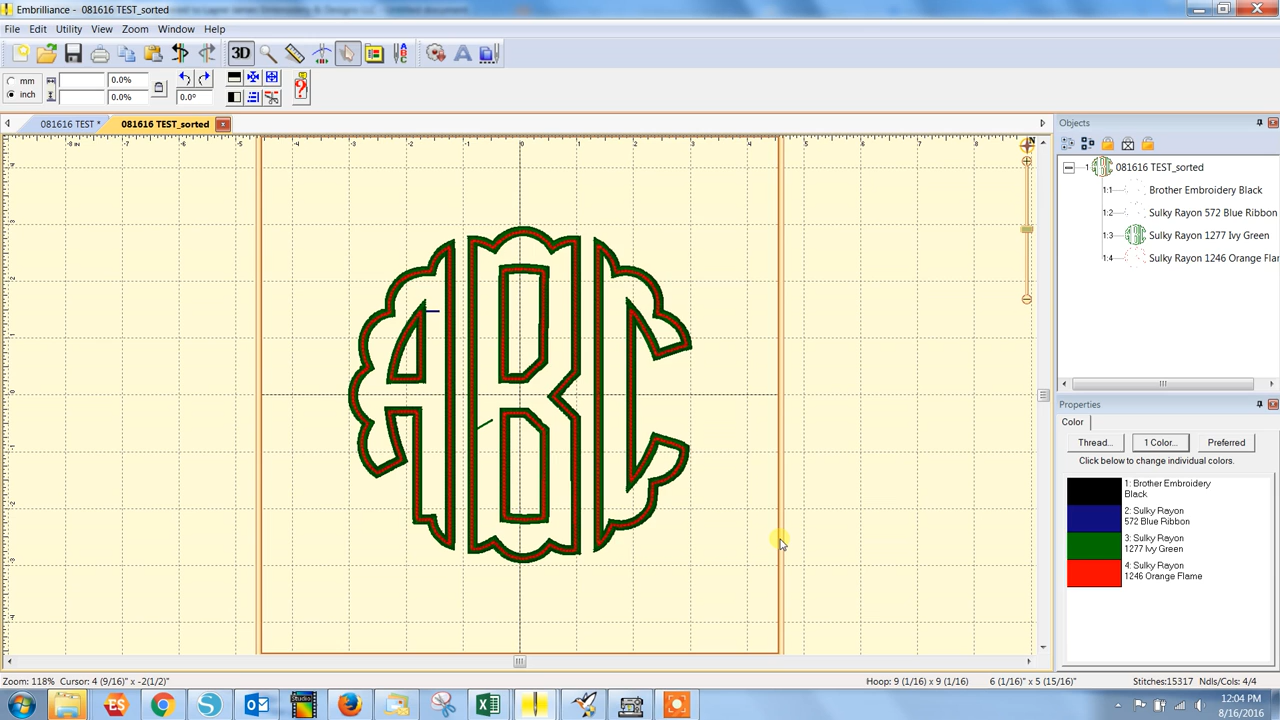 Embrilliance - 081616 TEST_sorted
File Edit Utility View Zoom Window Help
3D
mm 0.0%
inch 0.0% 0.0°
081616 TEST * 081616 TEST_sorted
Objects
1 081616 TEST_sorted
1:1 Brother Embroidery Black
1:2 Sulky Rayon 572 Blue Ribbon
1:3 Sulky Rayon 1277 Ivy Green
1:4 Sulky Rayon 1246 Orange Flame
ABC
Properties
Color
Thread... 1 Color... Preferred
Click below to change individual colors.
1: Brother Embroidery
Black
2: Sulky Rayon
572 Blue Ribbon
3: Sulky Rayon
1277 Ivy Green
4: Sulky Rayon
1246 Orange Flame
Zoom: 118% Cursor: 4 (9/16)" x -2(1/2)" Hoop: 9 (1/16) x 9 (1/16) 6 (1/16)" x 5 (15/16)" Stitches:15317 Ndls/Cols: 4/4
12:04 PM
8/16/2016